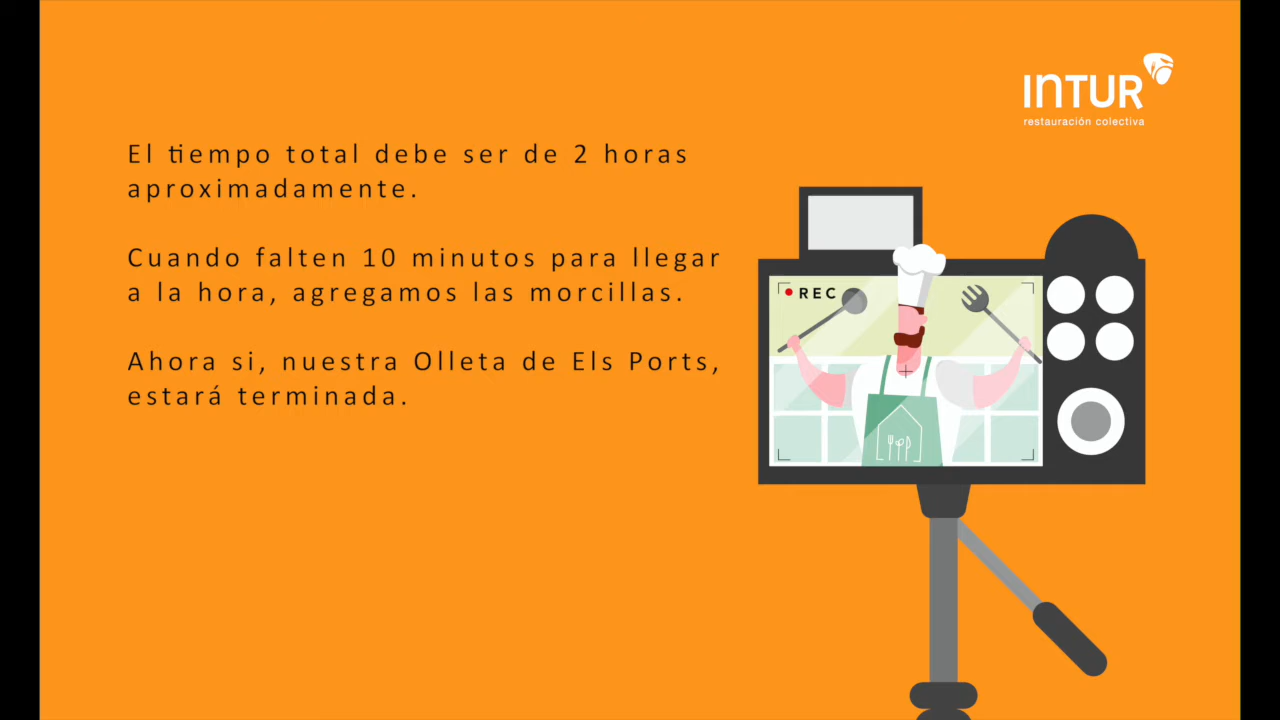 INTUR
restauración colectiva
El tiempo total debe ser de 2 horas
aproximadamente.
Cuando falten 10 minutos para llegar
a la hora, agregamos las morcillas.
Ahora si, nuestra Olleta de Els Ports,
estará terminada.
REC